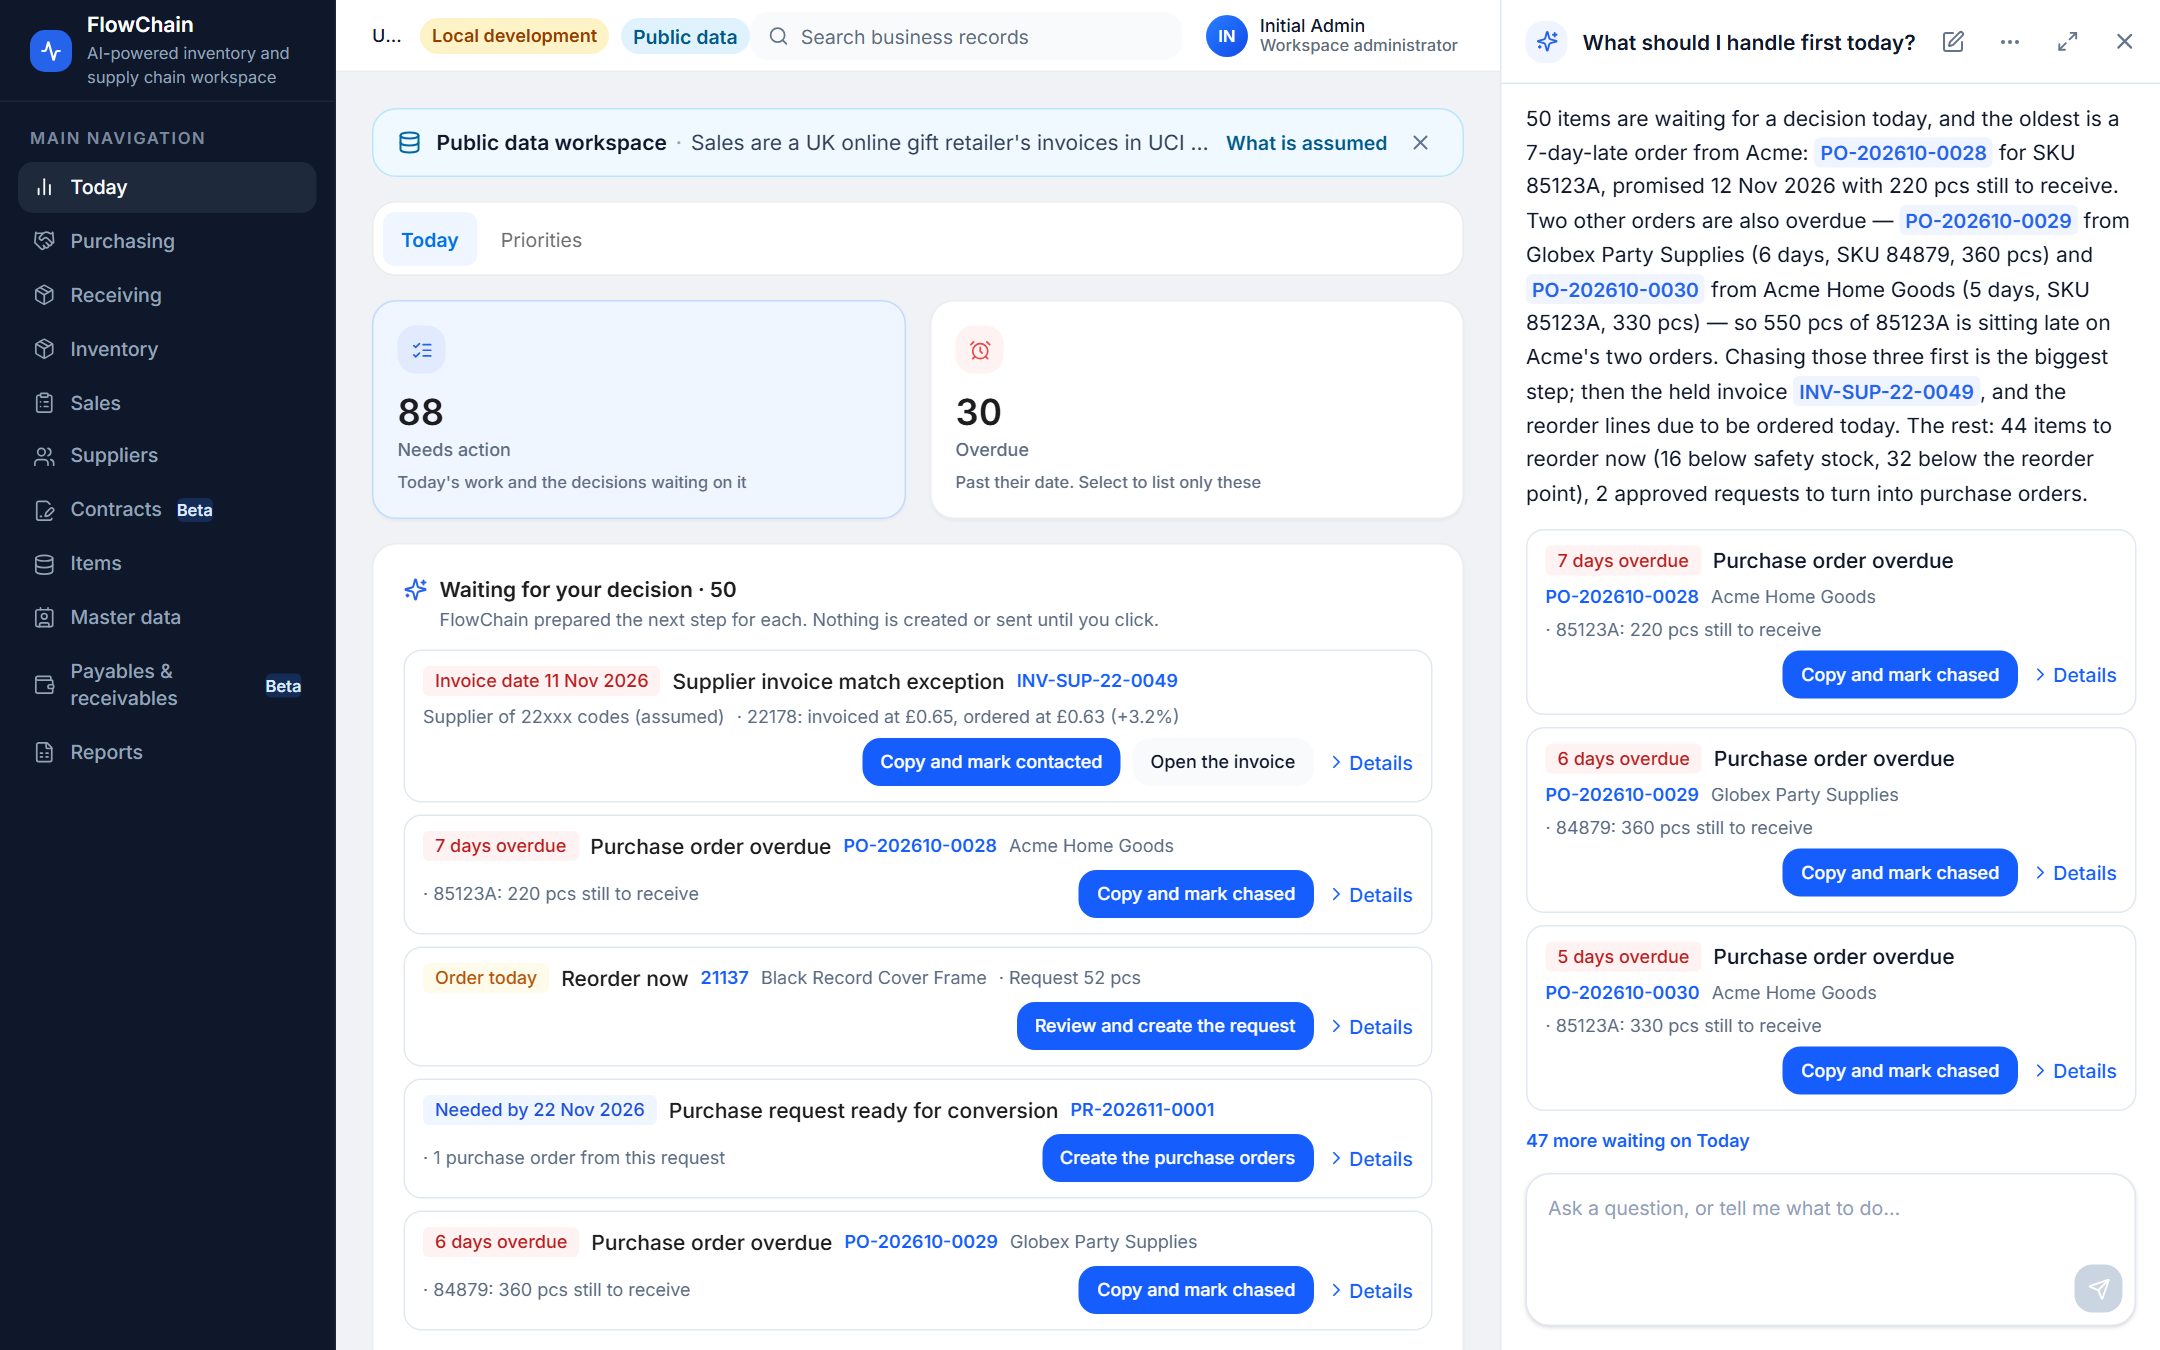 FlowChain
AI-powered inventory and
supply chain workspace
MAIN NAVIGATION
Today
Purchasing
Receiving
Inventory
Sales
Suppliers
Contracts Beta
Items
Master data
Payables &
receivables Beta
Reports
U... Local development Public data Search business records IN Initial Admin
Workspace administrator
Public data workspace · Sales are a UK online gift retailer's invoices in UCI ... What is assumed
Today Priorities
88
Needs action
Today's work and the decisions waiting on it
30
Overdue
Past their date. Select to list only these
Waiting for your decision · 50
FlowChain prepared the next step for each. Nothing is created or sent until you click.
Invoice date 11 Nov 2026 Supplier invoice match exception INV-SUP-22-0049
Supplier of 22xxx codes (assumed) · 22178: invoiced at £0.65, ordered at £0.63 (+3.2%)
Copy and mark contacted Open the invoice Details
7 days overdue Purchase order overdue PO-202610-0028 Acme Home Goods
· 85123A: 220 pcs still to receive Copy and mark chased Details
Order today Reorder now 21137 Black Record Cover Frame · Request 52 pcs
Review and create the request Details
Needed by 22 Nov 2026 Purchase request ready for conversion PR-202611-0001
· 1 purchase order from this request Create the purchase orders Details
6 days overdue Purchase order overdue PO-202610-0029 Globex Party Supplies
· 84879: 360 pcs still to receive Copy and mark chased Details
What should I handle first today?
50 items are waiting for a decision today, and the oldest is a
7-day-late order from Acme: PO-202610-0028 for SKU
85123A, promised 12 Nov 2026 with 220 pcs still to receive.
Two other orders are also overdue — PO-202610-0029 from
Globex Party Supplies (6 days, SKU 84879, 360 pcs) and
PO-202610-0030 from Acme Home Goods (5 days, SKU
85123A, 330 pcs) — so 550 pcs of 85123A is sitting late on
Acme's two orders. Chasing those three first is the biggest
step; then the held invoice INV-SUP-22-0049, and the
reorder lines due to be ordered today. The rest: 44 items to
reorder now (16 below safety stock, 32 below the reorder
point), 2 approved requests to turn into purchase orders.
7 days overdue Purchase order overdue
PO-202610-0028 Acme Home Goods
· 85123A: 220 pcs still to receive
Copy and mark chased Details
6 days overdue Purchase order overdue
PO-202610-0029 Globex Party Supplies
· 84879: 360 pcs still to receive
Copy and mark chased Details
5 days overdue Purchase order overdue
PO-202610-0030 Acme Home Goods
· 85123A: 330 pcs still to receive
Copy and mark chased Details
47 more waiting on Today
Ask a question, or tell me what to do...